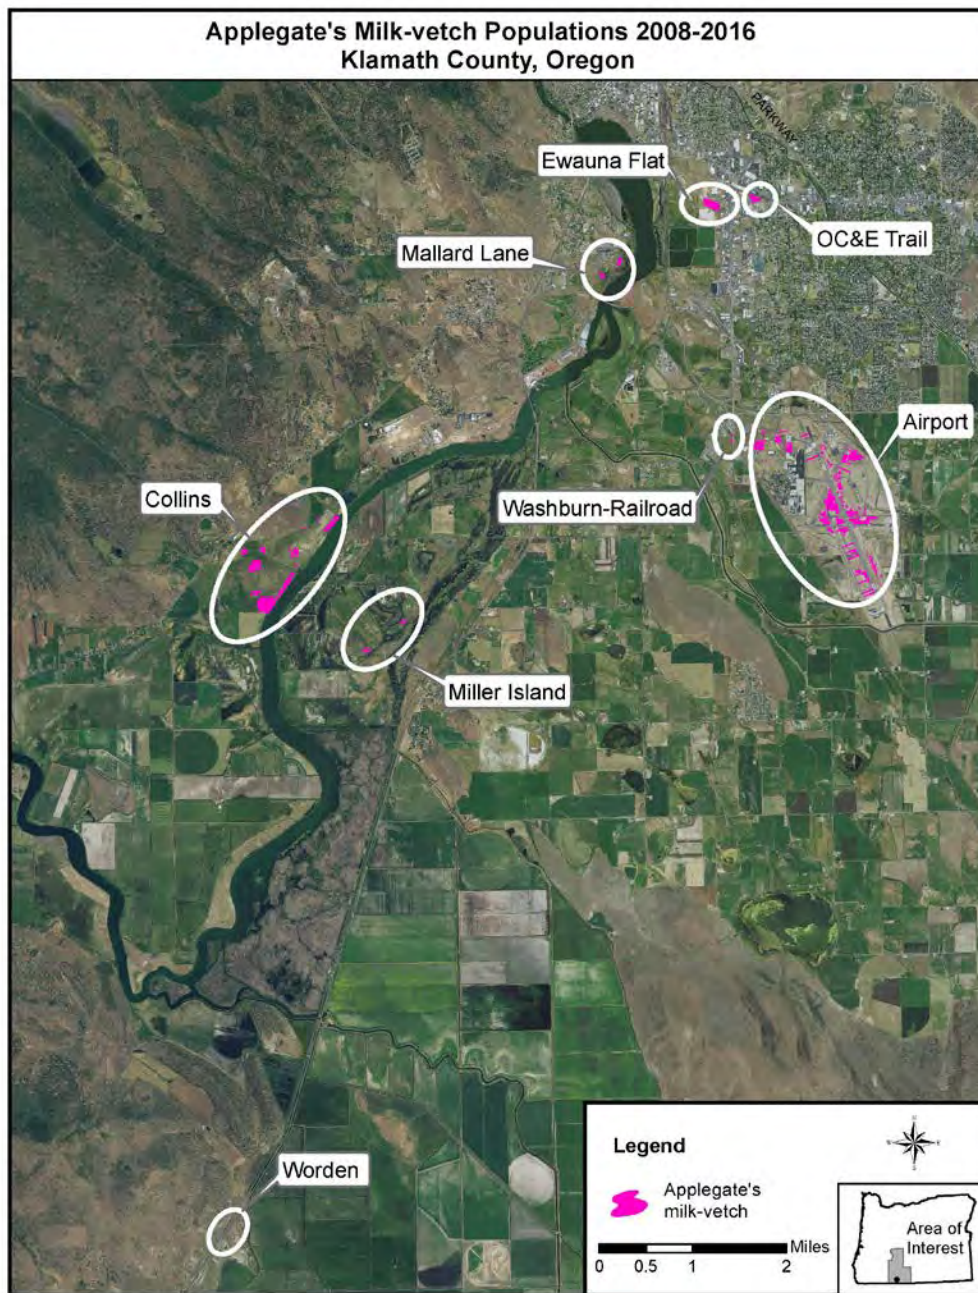 Applegate's Milk-vetch Populations 2008-2016
Klamath County, Oregon
PARKWAY
Ewauna Flat
OC&E Trail
Mallard Lane
Airport
Collins
Washburn-Railroad
Miller Island
Worden
Legend
Applegate's
milk-vetch
Miles
0 0.5 1 2
Area of
Interest